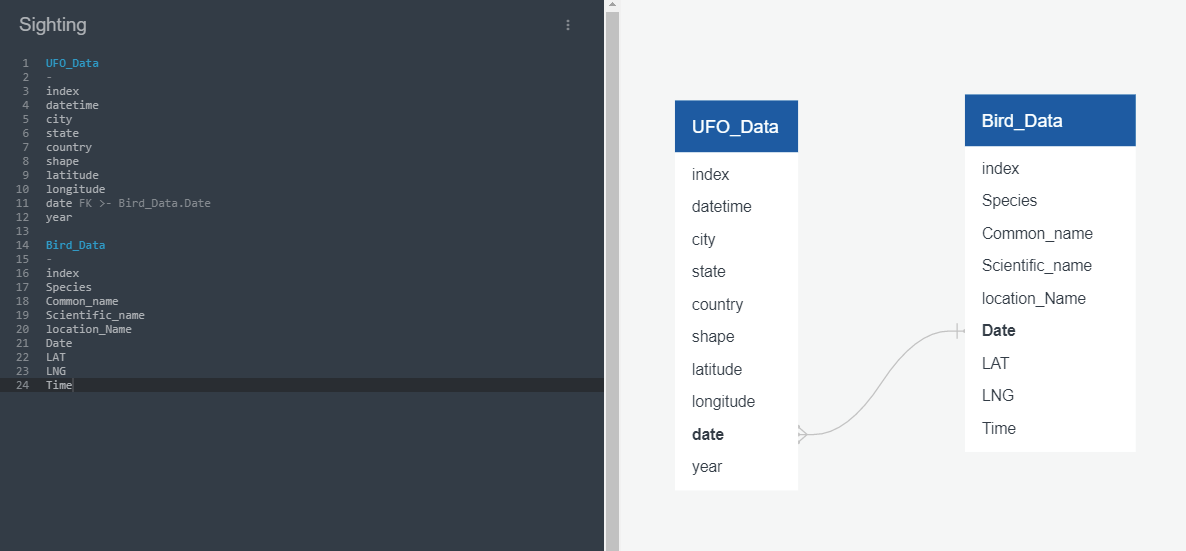 Sighting
1 UFO_Data
2 -
3 index
4 datetime
5 city
6 state
7 country
8 shape
9 latitude
10 longitude
11 date FK >- Bird_Data.Date
12 year
13
14 Bird_Data
15 -
16 index
17 Species
18 Common_name
19 Scientific_name
20 location_Name
21 Date
22 LAT
23 LNG
24 Time
UFO_Data
index
datetime
city
state
country
shape
latitude
longitude
date
year
Bird_Data
index
Species
Common_name
Scientific_name
location_Name
Date
LAT
LNG
Time